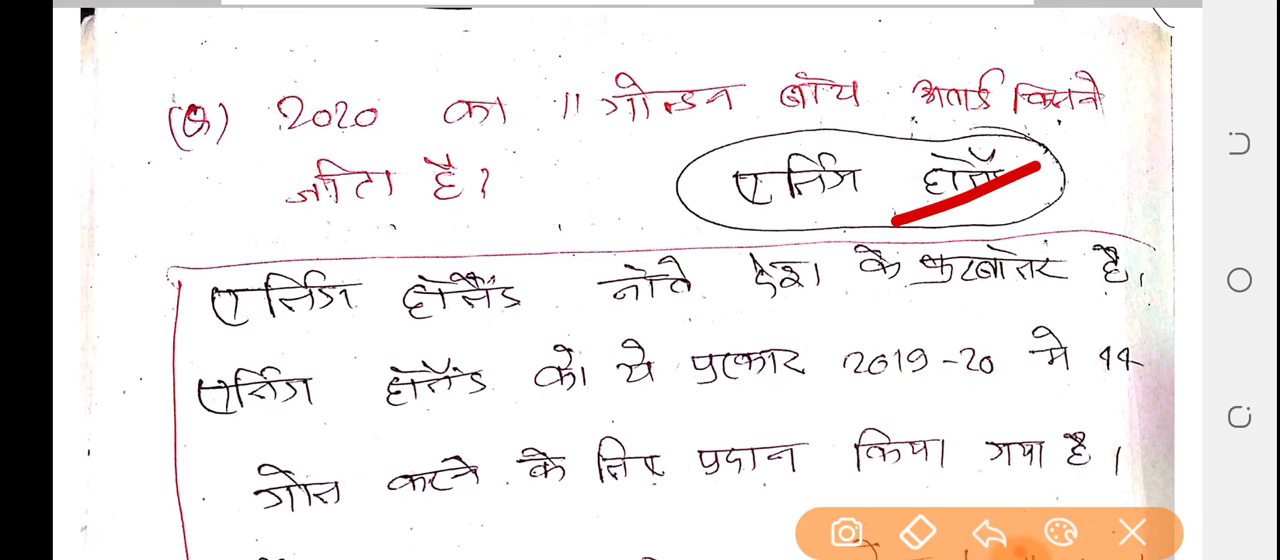 (Q) 2020 का "गोल्डन बॉय अवार्ड किसने
जीता है?
एर्लिंग हॉलैं
एर्लिंग हॉलैंड नोर्वे देश के फुटबॉलर है।
एर्लिंग हॉलैंड को ये पुरस्कार 2019-20 मे 44
गोल करने के लिए प्रदान किया गया है।